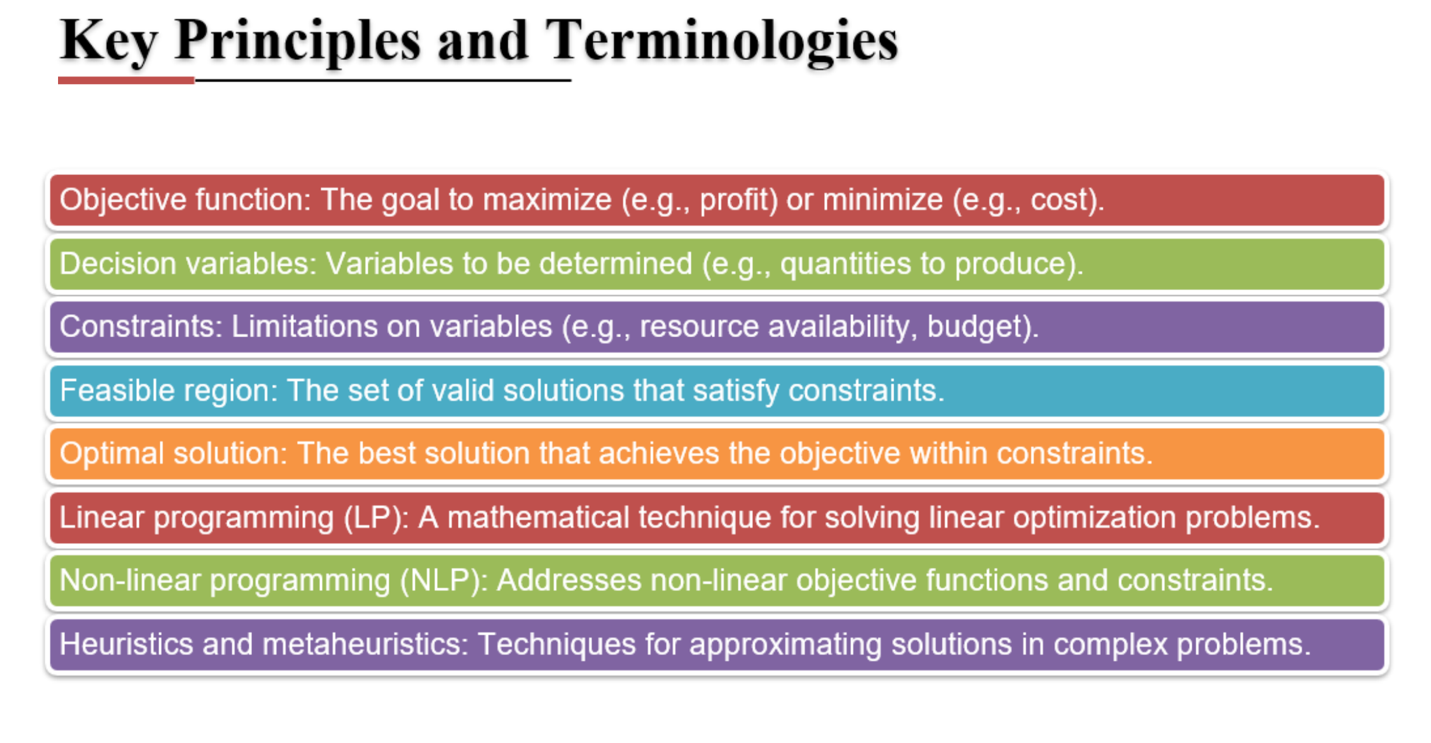 Key Principles and Terminologies
Objective function: The goal to maximize (e.g., profit) or minimize (e.g., cost).
Decision variables: Variables to be determined (e.g., quantities to produce).
Constraints: Limitations on variables (e.g., resource availability, budget).
Feasible region: The set of valid solutions that satisfy constraints.
Optimal solution: The best solution that achieves the objective within constraints.
Linear programming (LP): A mathematical technique for solving linear optimization problems.
Non-linear programming (NLP): Addresses non-linear objective functions and constraints.
Heuristics and metaheuristics: Techniques for approximating solutions in complex problems.